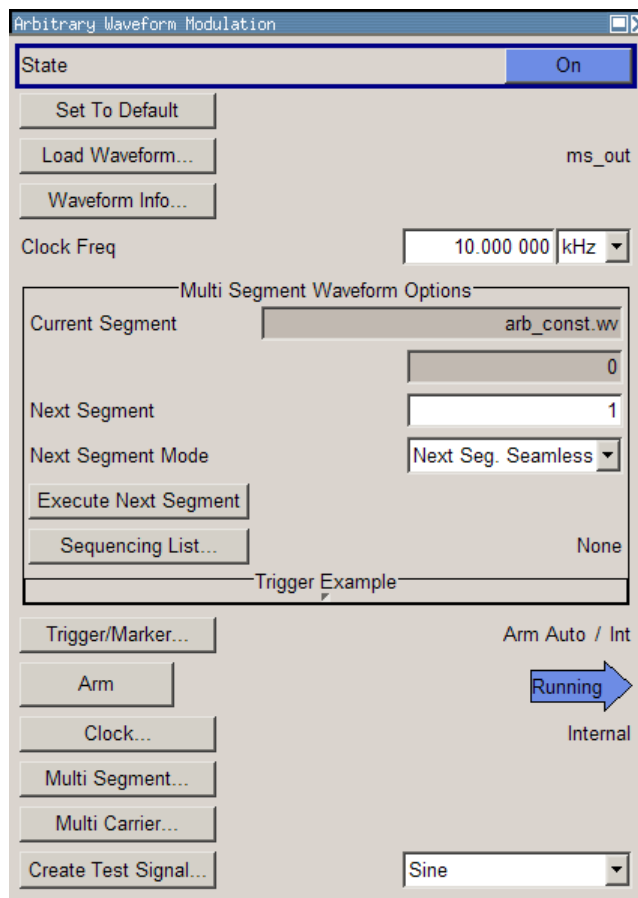 Arbitrary Waveform Modulation
State On
Set To Default
Load Waveform... ms_out
Waveform Info...
Clock Freq 10.000 000 kHz
Multi Segment Waveform Options
Current Segment arb_const.wv
0
Next Segment 1
Next Segment Mode Next Seg. Seamless
Execute Next Segment
Sequencing List... None
Trigger Example
Trigger/Marker... Arm Auto / Int
Arm Running
Clock... Internal
Multi Segment...
Multi Carrier...
Create Test Signal... Sine